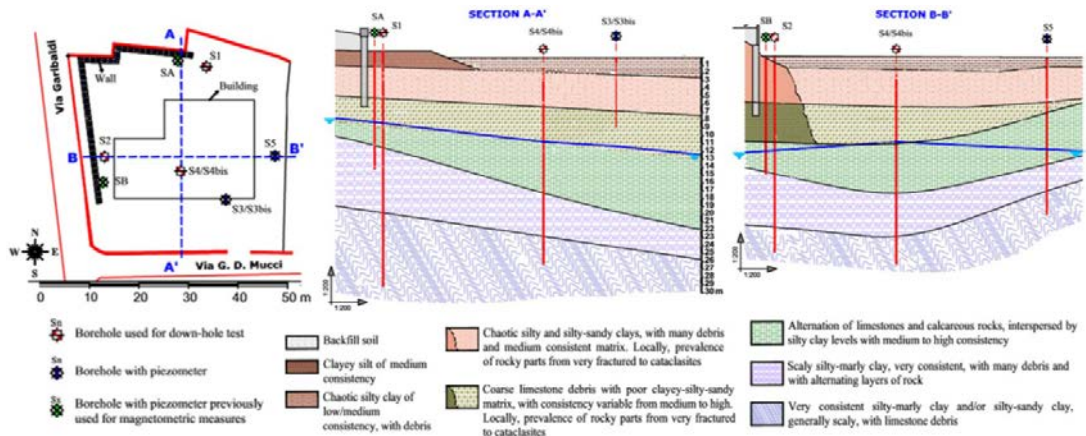 A
SA
S1
Wall
Via Garibaldi
Building
S2
B
B'
S5
S4/S4bis
SB
S3/S3bis
N
W
E
S
A'
Via G. D. Mucci
0 10 20 30 40 50 m
SECTION A-A'
SA
S1
S4/S4bis
S3/S3bis
1
2
3
4
5
6
7
8
9
10
11
12
13
14
15
16
17
18
19
20
21
22
23
24
25
26
27
28
29
30 m
1:200
1:200
SECTION B-B'
SB
S2
S4/S4bis
S5
1:200
1:200
Sn
Borehole used for down-hole test
Sn
Borehole with piezometer
Ss
Borehole with piezometer previously
used for magnetometric measures
Backfill soil
Clayey silt of medium
consistency
Chaotic silty clay of
low/medium
consistency, with debris
Chaotic silty and silty-sandy clays, with many debris
and medium consistent matrix. Locally, prevalence
of rocky parts from very fractured to cataclasites
Coarse limestone debris with poor clayey-silty-sandy
matrix, with consistency variable from medium to high.
Locally, prevalence of rocky parts from very fractured
to cataclasites
Alternation of limestones and calcareous rocks, interspersed by
silty clay levels with medium to high consistency
Scaly silty-marly clay, very consistent, with many debris and
with alternating layers of rock
Very consistent silty-marly clay and/or silty-sandy clay,
generally scaly, with limestone debris